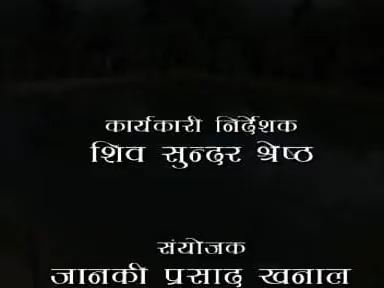 कार्यकारी निर्देशक
शिव सुन्दर श्रेष्ठ
संयोजक
जानकी प्रसाद खनाल